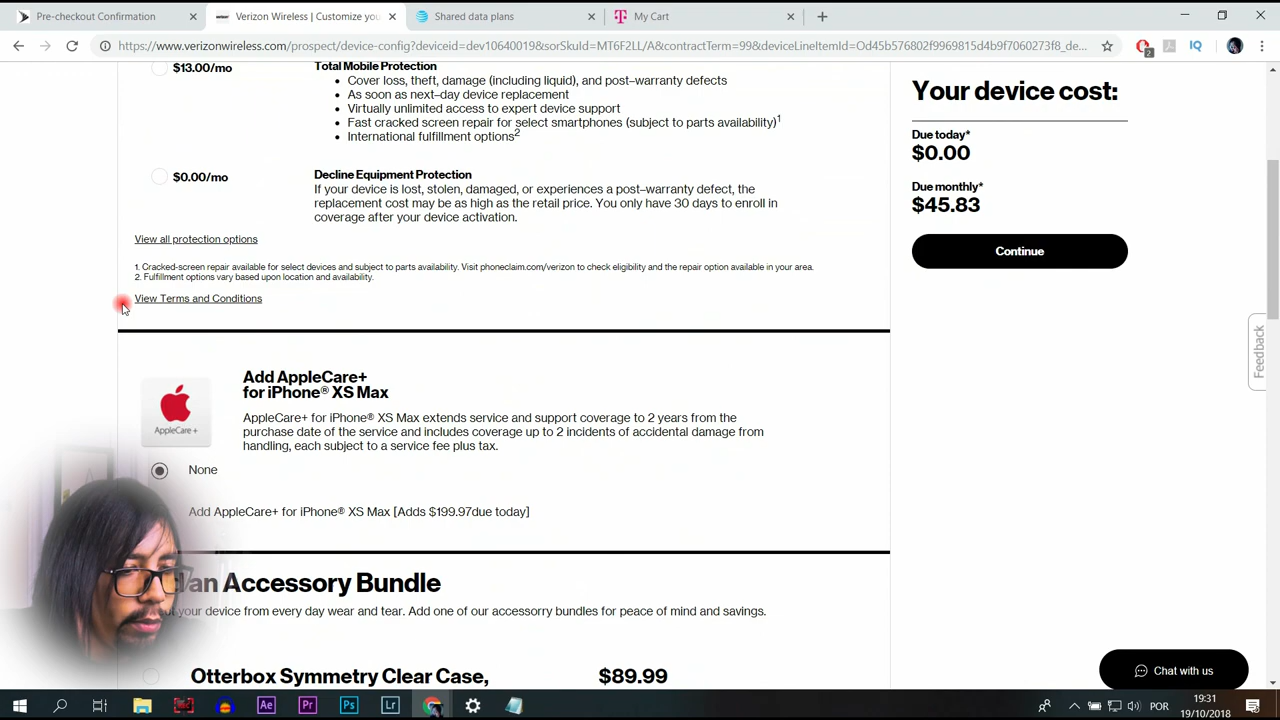 Pre-checkout Confirmation
Verizon Wireless | Customize you
Shared data plans
My Cart
https://www.verizonwireless.com/prospect/device-config?deviceid=dev10640019&sorSkuId=MT6F2LL/A&contractTerm=99&deviceLineItemId=Od45b576802f9969815d4b9f7060273f8_de...
2
IQ
$13.00/mo
Total Mobile Protection
• Cover loss, theft, damage (including liquid), and post-warranty defects
• As soon as next-day device replacement
• Virtually unlimited access to expert device support
• Fast cracked screen repair for select smartphones (subject to parts availability)1
• International fulfillment options2
$0.00/mo
Decline Equipment Protection
If your device is lost, stolen, damaged, or experiences a post-warranty defect, the
replacement cost may be as high as the retail price. You only have 30 days to enroll in
coverage after your device activation.
View all protection options
1. Cracked-screen repair available for select devices and subject to parts availability. Visit phoneclaim.com/verizon to check eligibility and the repair option available in your area.
2. Fulfillment options vary based upon location and availability.
View Terms and Conditions
Your device cost:
Due today*
$0.00
Due monthly*
$45.83
Continue
Feedback
Add AppleCare+
for iPhone® XS Max
AppleCare+
AppleCare+ for iPhone® XS Max extends service and support coverage to 2 years from the
purchase date of the service and includes coverage up to 2 incidents of accidental damage from
handling, each subject to a service fee plus tax.
None
Add AppleCare+ for iPhone® XS Max [Adds $199.97due today]
an Accessory Bundle
your device from every day wear and tear. Add one of our accessorry bundles for peace of mind and savings.
Otterbox Symmetry Clear Case,
$89.99
Chat with us
Ae
Pr
Ps
Lr
POR
19:31
19/10/2018